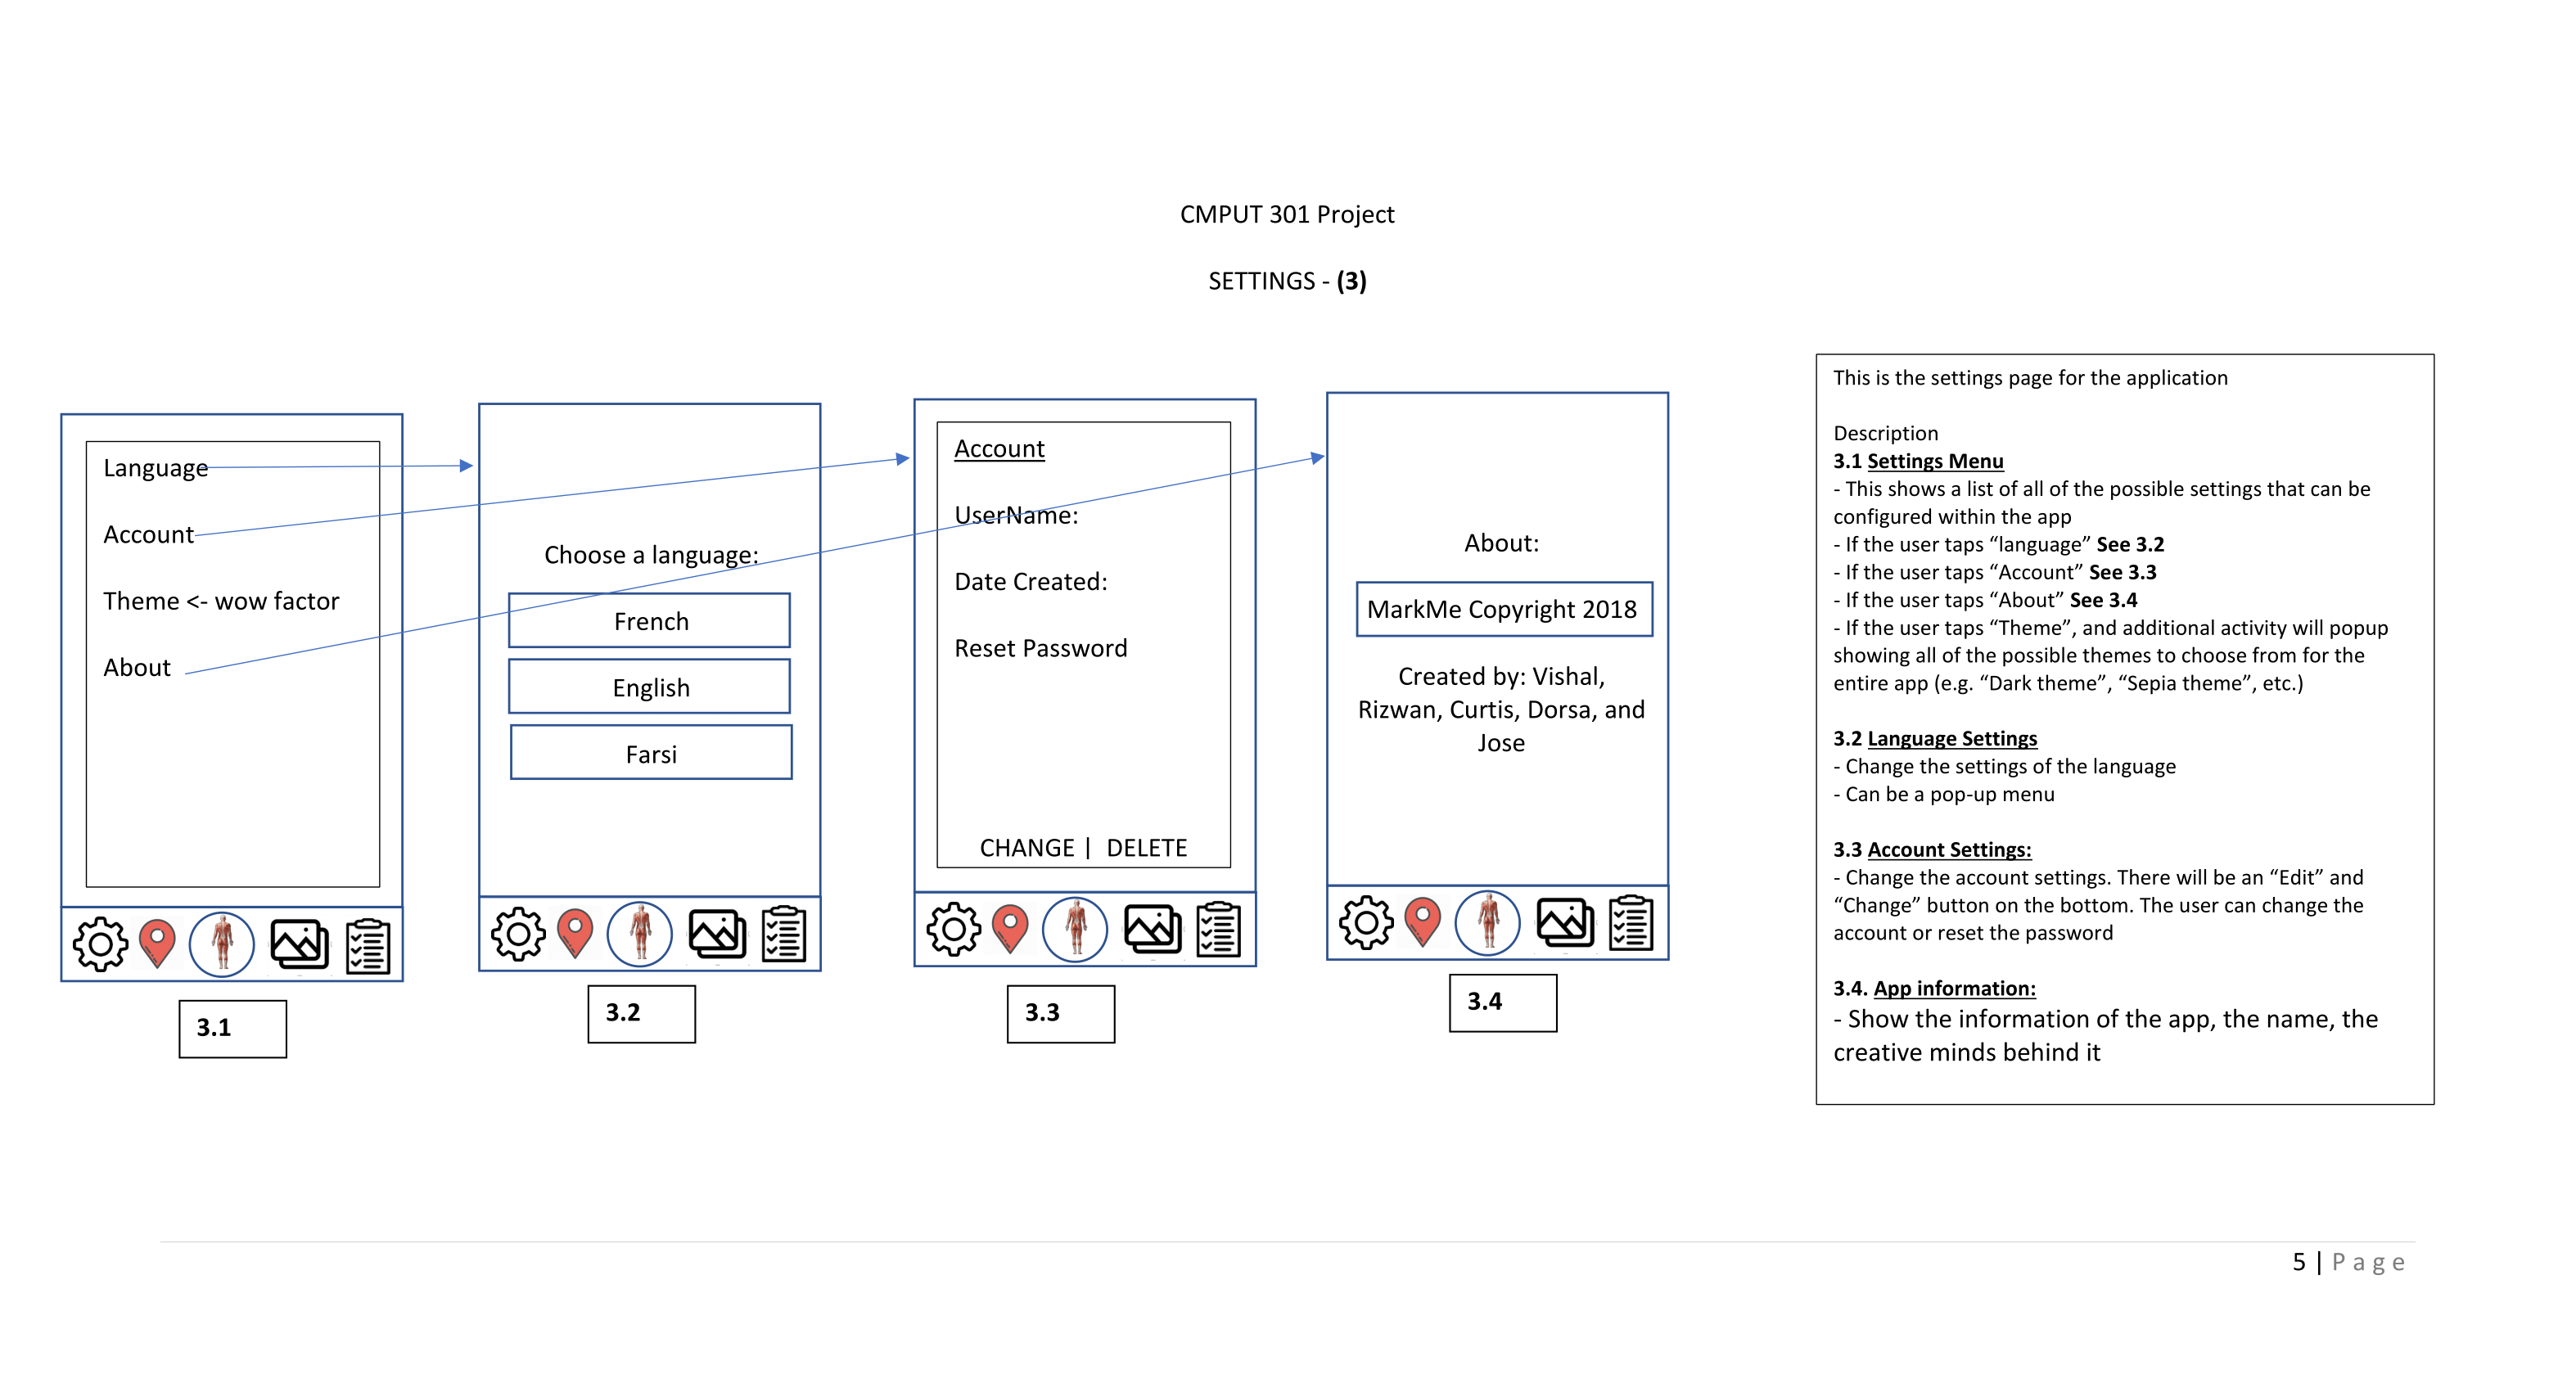 CMPUT 301 Project
SETTINGS - (3)
Language
Account
Theme <- wow factor
About
3.1
Choose a language:
French
English
Farsi
3.2
Account
UserName:
Date Created:
Reset Password
CHANGE | DELETE
3.3
About:
MarkMe Copyright 2018
Created by: Vishal,
Rizwan, Curtis, Dorsa, and
Jose
3.4
This is the settings page for the application
Description
3.1 Settings Menu
- This shows a list of all of the possible settings that can be
configured within the app
- If the user taps “language” See 3.2
- If the user taps “Account” See 3.3
- If the user taps “About” See 3.4
- If the user taps “Theme”, and additional activity will popup
showing all of the possible themes to choose from for the
entire app (e.g. “Dark theme”, “Sepia theme”, etc.)
3.2 Language Settings
- Change the settings of the language
- Can be a pop-up menu
3.3 Account Settings:
- Change the account settings. There will be an “Edit” and
“Change” button on the bottom. The user can change the
account or reset the password
3.4. App information:
- Show the information of the app, the name, the
creative minds behind it
5 | Page